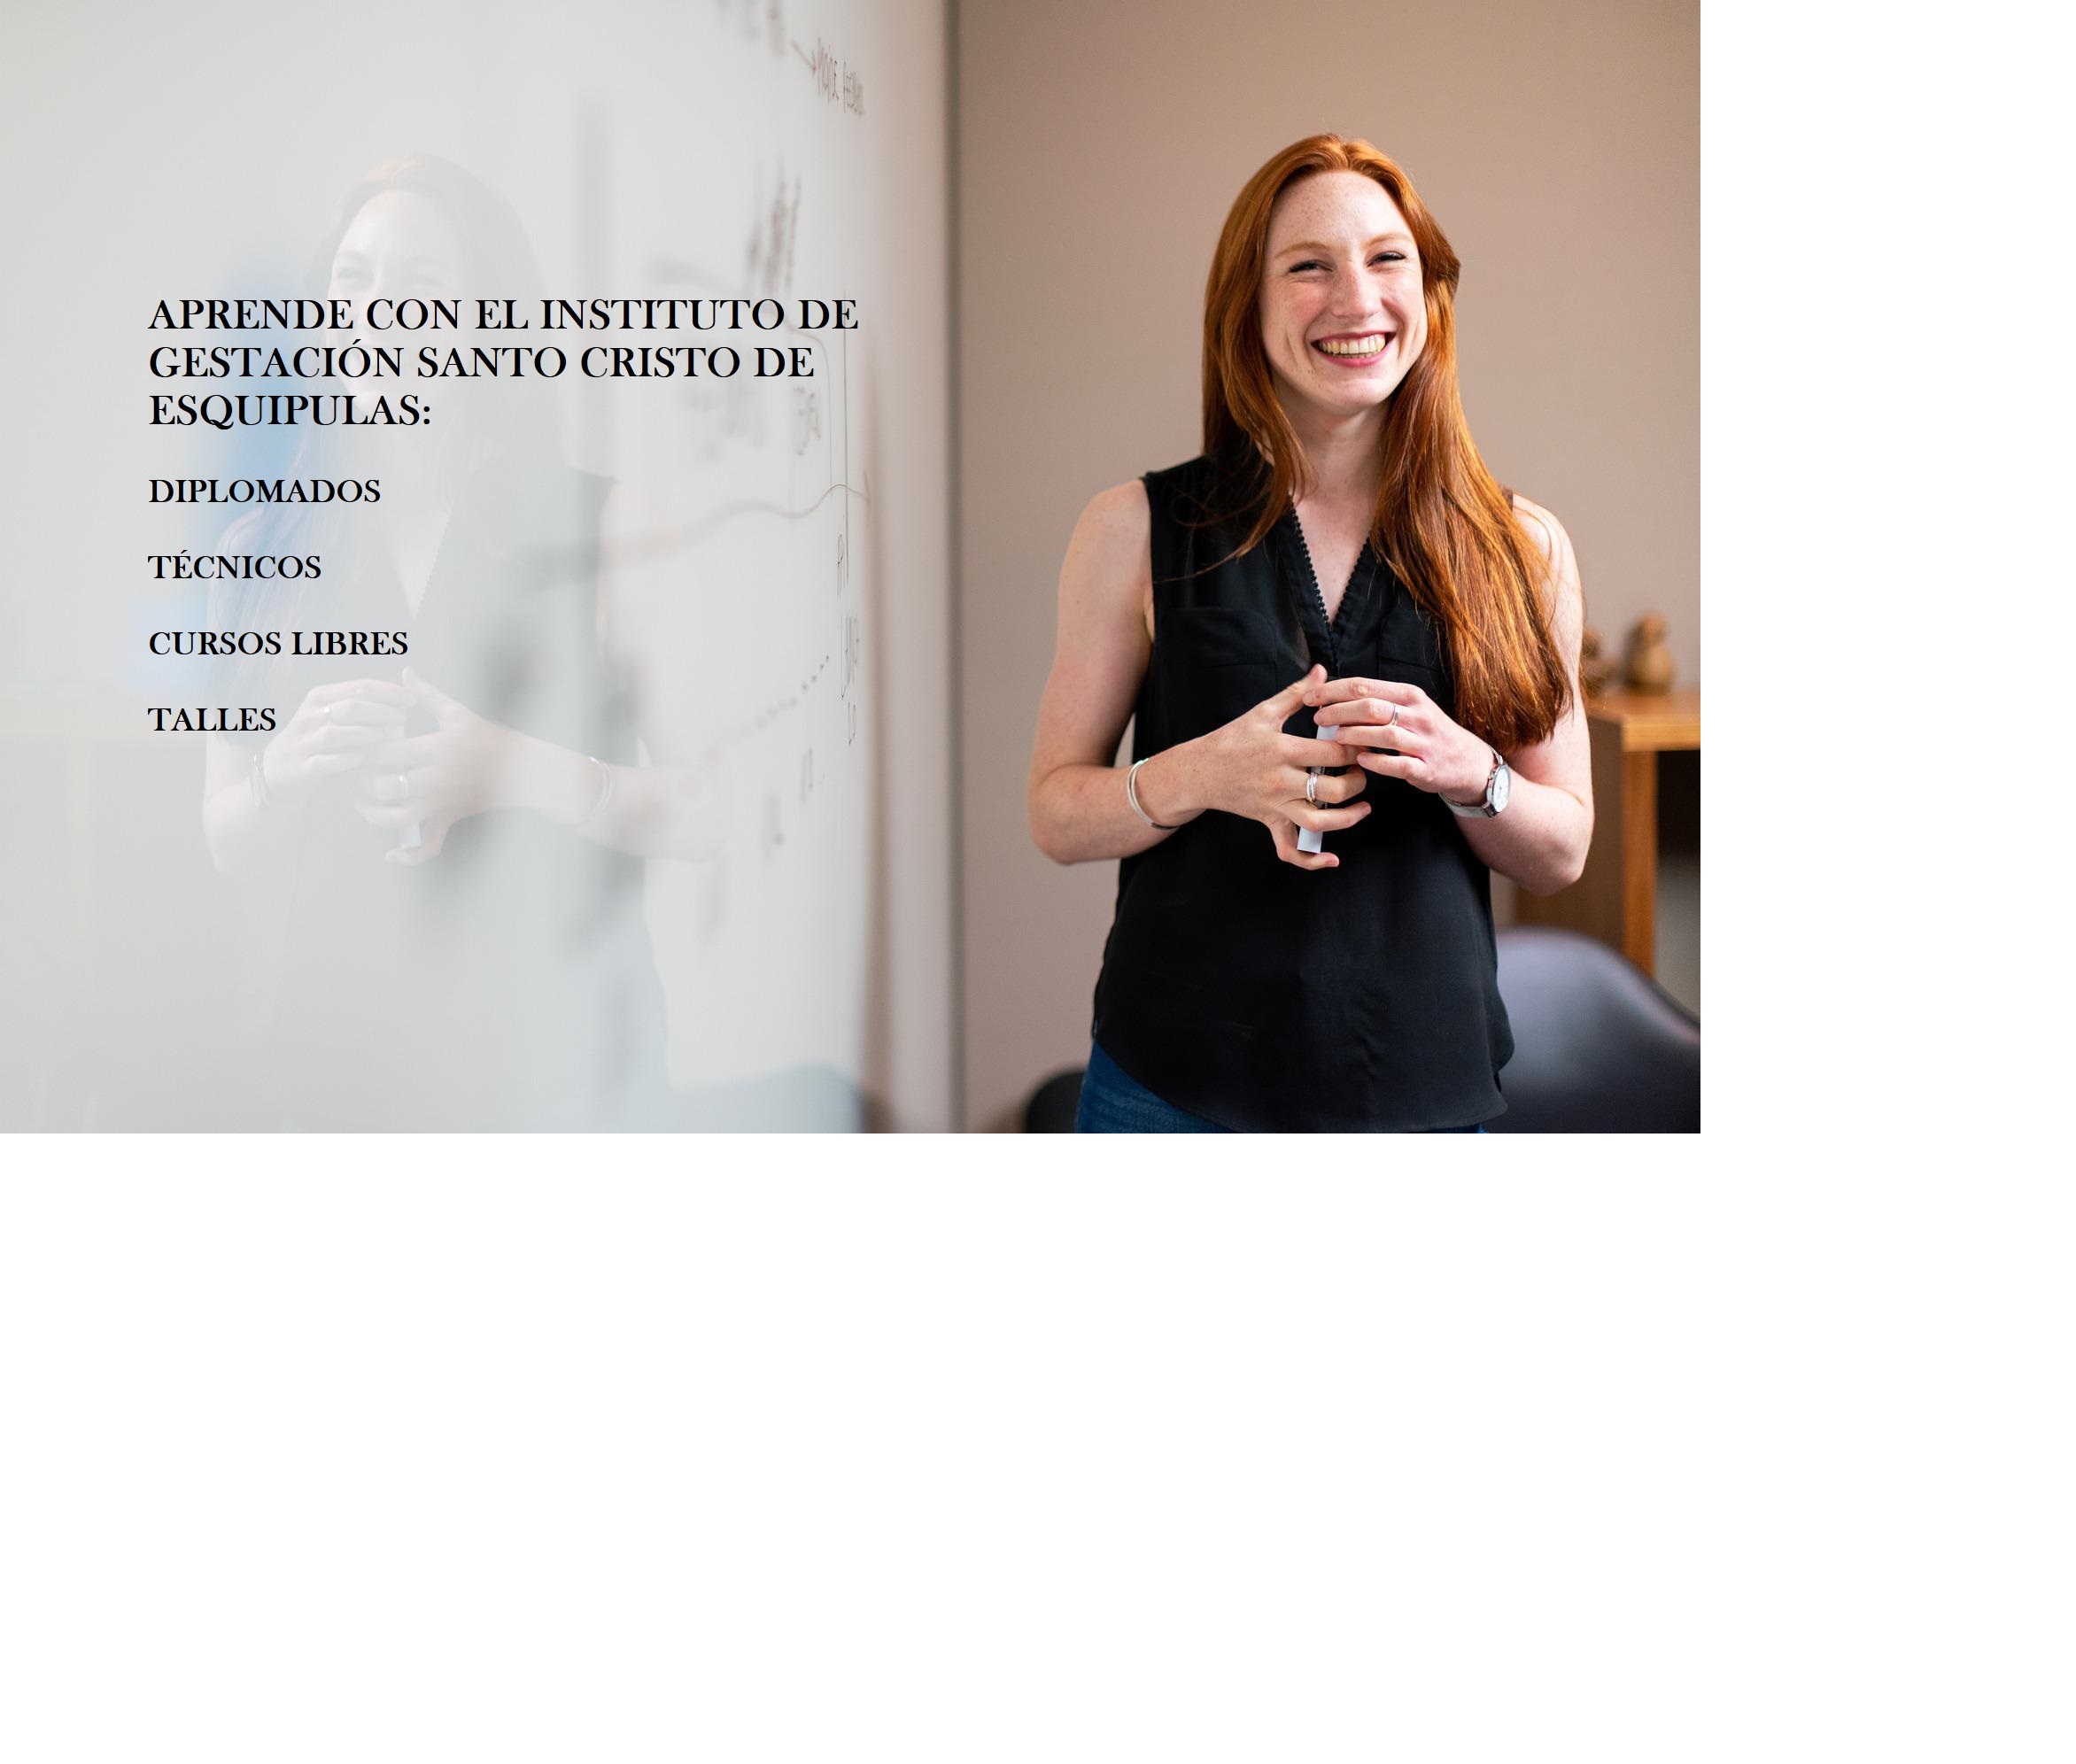 APRENDE CON EL INSTITUTO DE
GESTACIÓN SANTO CRISTO DE
ESQUIPULAS:
DIPLOMADOS
TÉCNICOS
CURSOS LIBRES
TALLES